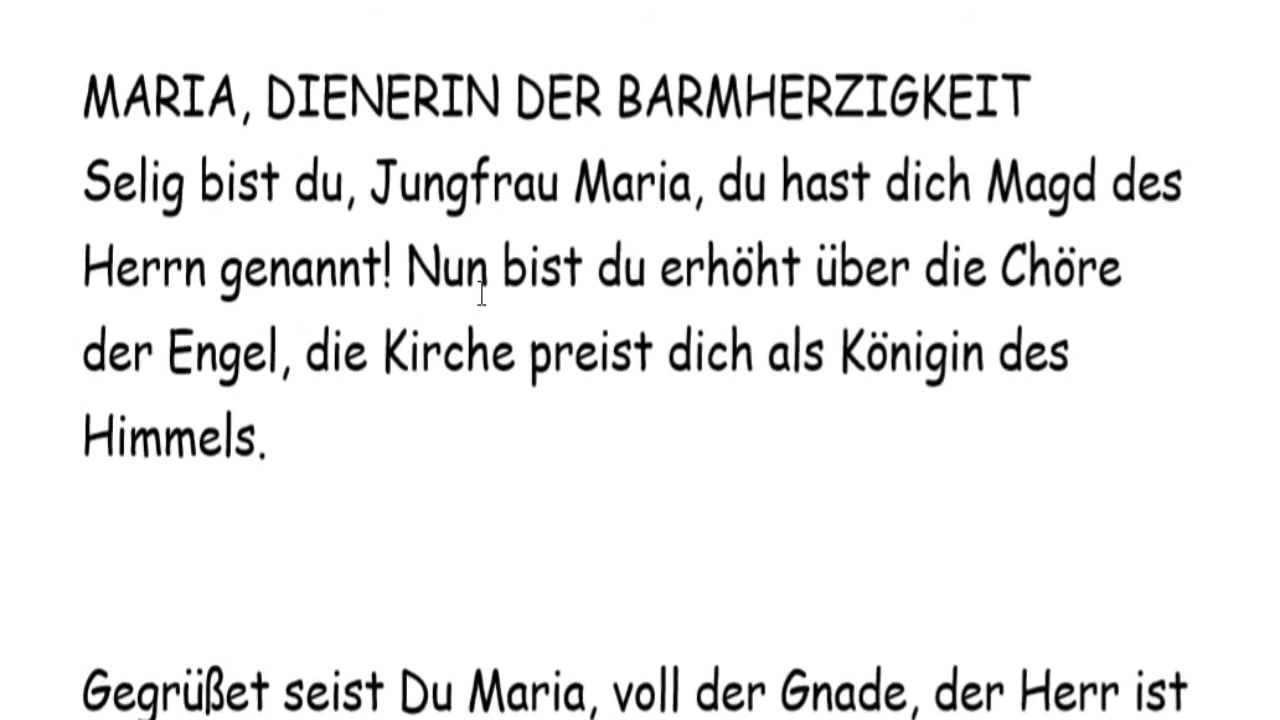 MARIA, DIENERIN DER BARMHERZIGKEIT
Selig bist du, Jungfrau Maria, du hast dich Magd des
Herrn genannt! Nun bist du erhöht über die Chöre
der Engel, die Kirche preist dich als Königin des
Himmels.
Gegrüßet seist Du Maria, voll der Gnade, der Herr ist